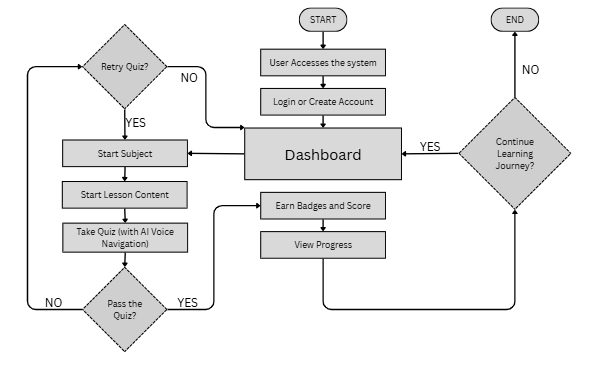 START
END
User Accesses the system
Retry Quiz?
NO
NO
Login or Create Account
YES
Start Subject
Dashboard
YES
Continue
Learning
Journey?
Start Lesson Content
Earn Badges and Score
Take Quiz (with AI Voice
Navigation)
View Progress
NO
Pass the
Quiz?
YES